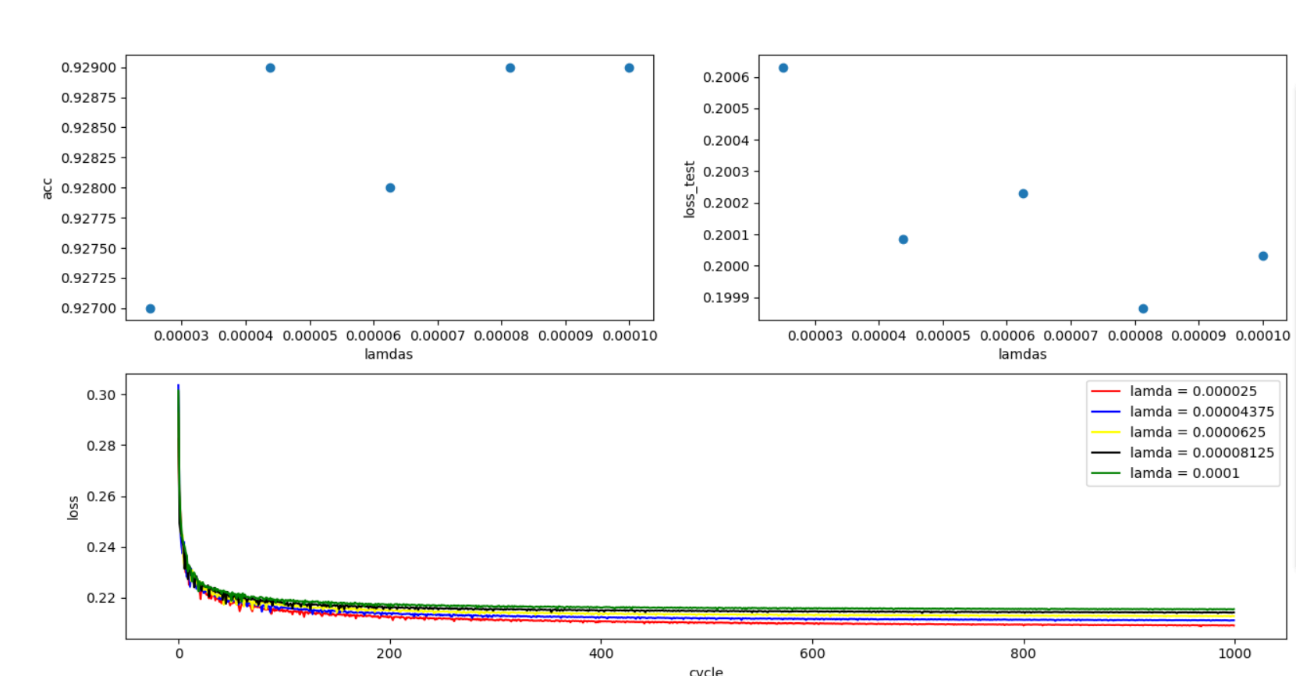 acc
0.92900
0.92875
0.92850
0.92825
0.92800
0.92775
0.92750
0.92725
0.92700
0.00003 0.00004 0.00005 0.00006 0.00007 0.00008 0.00009 0.00010
lamdas
loss_test
0.2006
0.2005
0.2004
0.2003
0.2002
0.2001
0.2000
0.1999
0.00003 0.00004 0.00005 0.00006 0.00007 0.00008 0.00009 0.00010
lamdas
loss
0.30
0.28
0.26
0.24
0.22
lamda = 0.000025
lamda = 0.00004375
lamda = 0.0000625
lamda = 0.00008125
lamda = 0.0001
0 200 400 600 800 1000
cycle